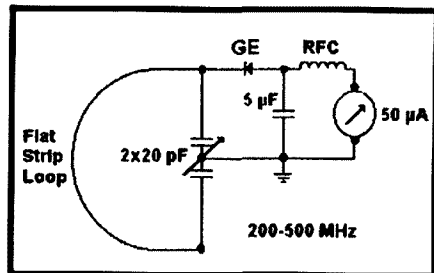 GE
RFC
5 µF
50 µA
Flat
Strip
Loop
2x20 pF
200-500 MHz